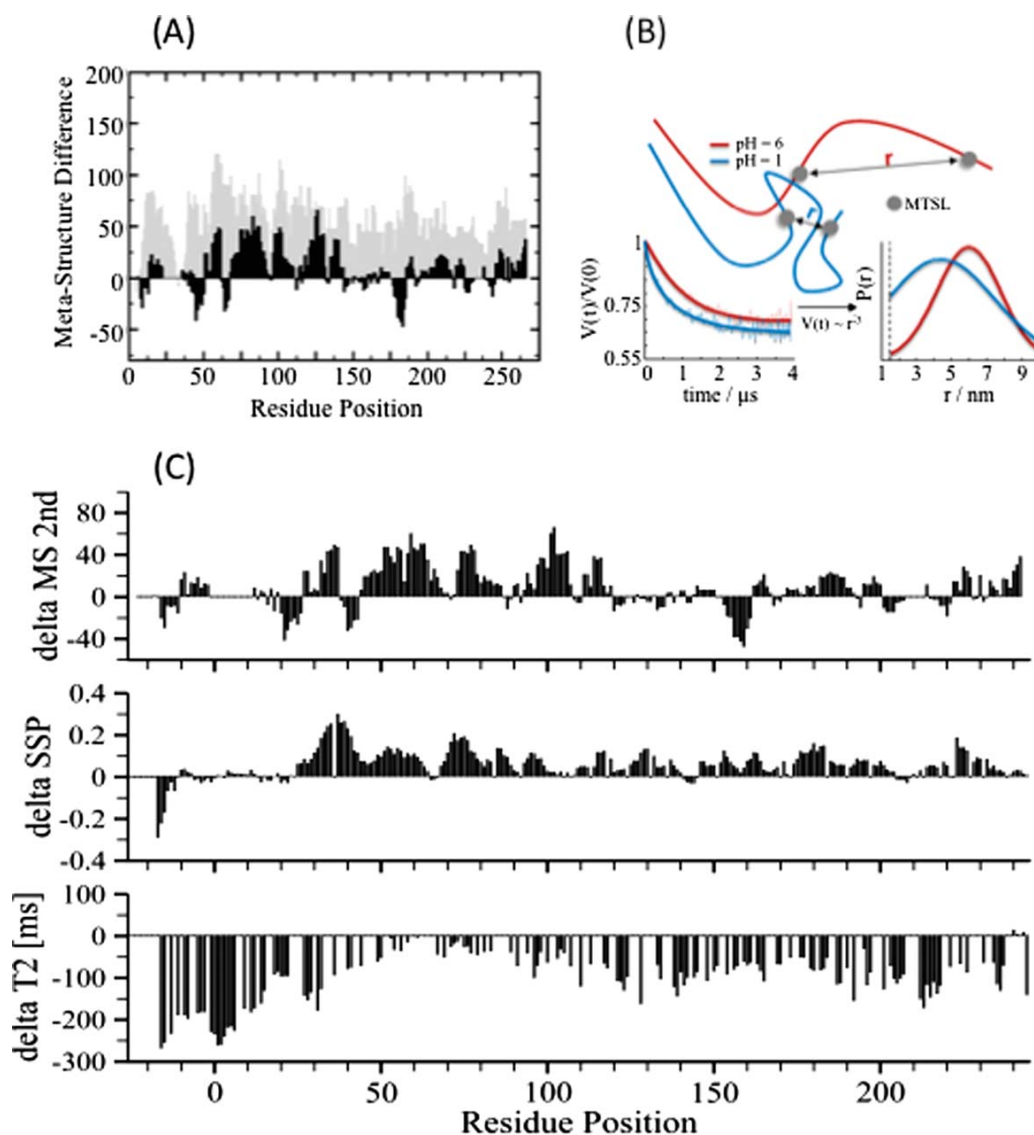 (A)
200
150
100
50
0
-50
Meta-Structure Difference
0 50 100 150 200 250
Residue Position
(B)
pH = 6
pH = 1
r
r
MTSL
1
0.75
0.55
V(t)/V(0)
0 1 2 3 4
time / μs
V(t) ~ r³
P(r)
1 3 5 7 9
r / nm
(C)
80
40
0
-40
delta MS 2nd
0.4
0.2
0
-0.2
-0.4
delta SSP
100
0
-100
-200
-300
delta T2 [ms]
0 50 100 150 200
Residue Position